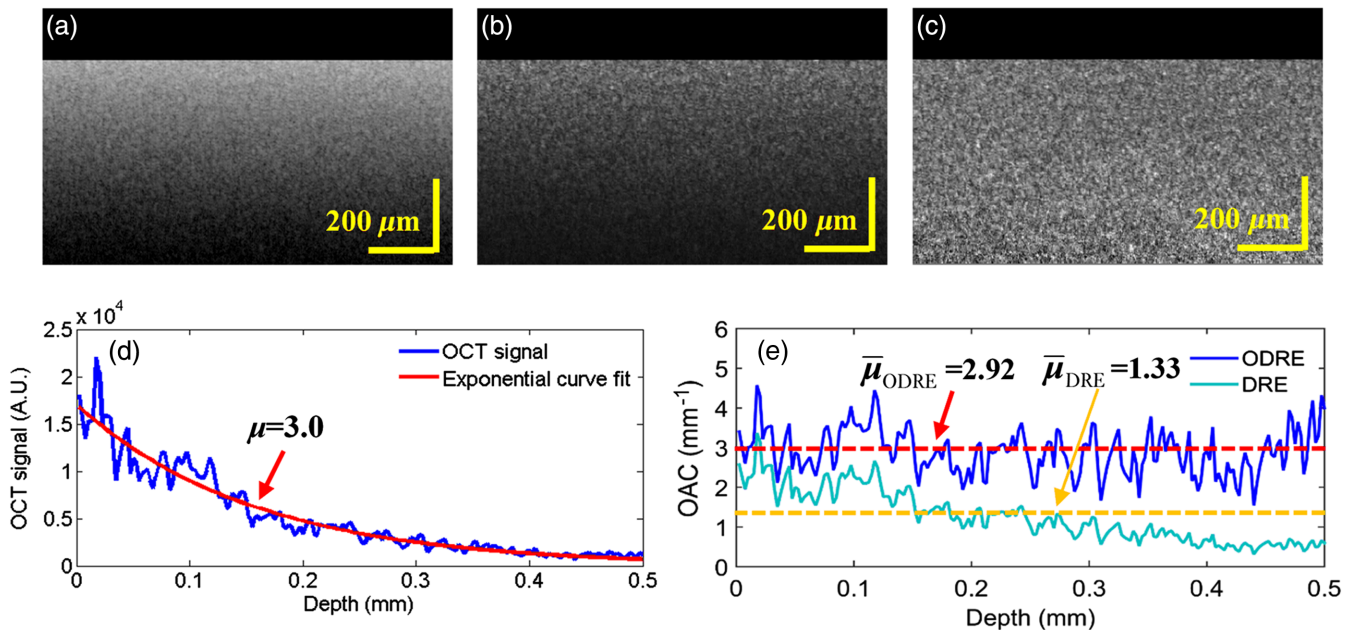 (a)
200 μm
(b)
200 μm
(c)
200 μm
x 10⁴
2.5
2
1.5
1
0.5
0
OCT signal (A.U.)
(d)
OCT signal
Exponential curve fit
μ=3.0
0 0.1 0.2 0.3 0.4 0.5
Depth (mm)
6
5
4
3
2
1
0
OAC (mm⁻¹)
(e)
μ̅ODRE =2.92
μ̅DRE =1.33
ODRE
DRE
0 0.1 0.2 0.3 0.4 0.5
Depth (mm)